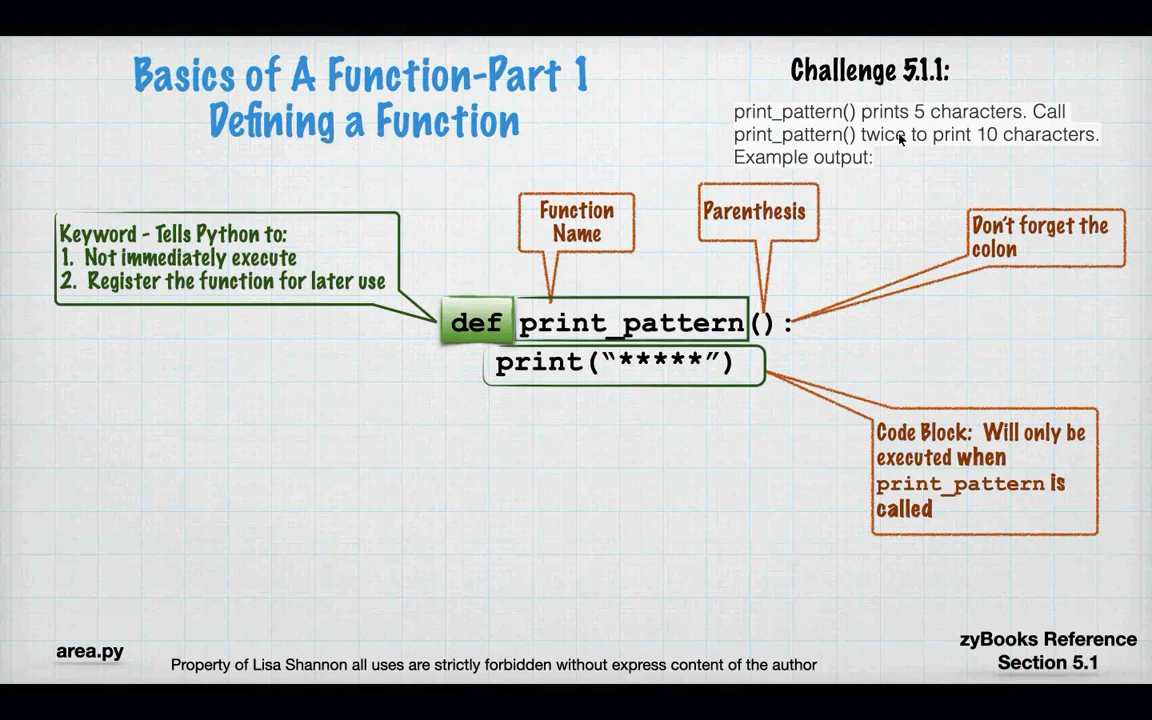 Basics of A Function-Part 1
Defining a Function
Challenge 5.1.1:
print_pattern() prints 5 characters. Call
print_pattern() twice to print 10 characters.
Example output:
Keyword - Tells Python to:
1. Not immediately execute
2. Register the function for later use
Function
Name
Parenthesis
Don't forget the
colon
def print_pattern():
print(“*****”)
Code Block: Will only be
executed when
print_pattern is
called
area.py
Property of Lisa Shannon all uses are strictly forbidden without express content of the author
zyBooks Reference
Section 5.1